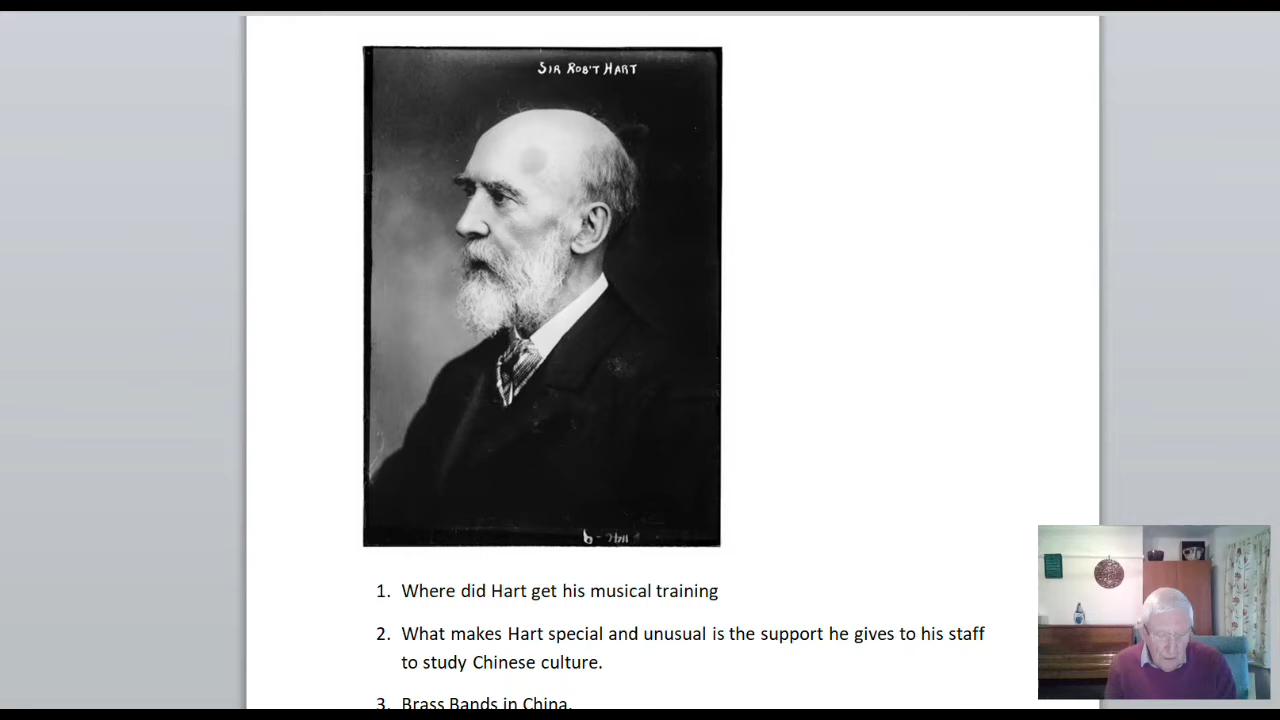 SIR ROB'T HART
1. Where did Hart get his musical training
2. What makes Hart special and unusual is the support he gives to his staff
to study Chinese culture.
3. Brass Bands in China.